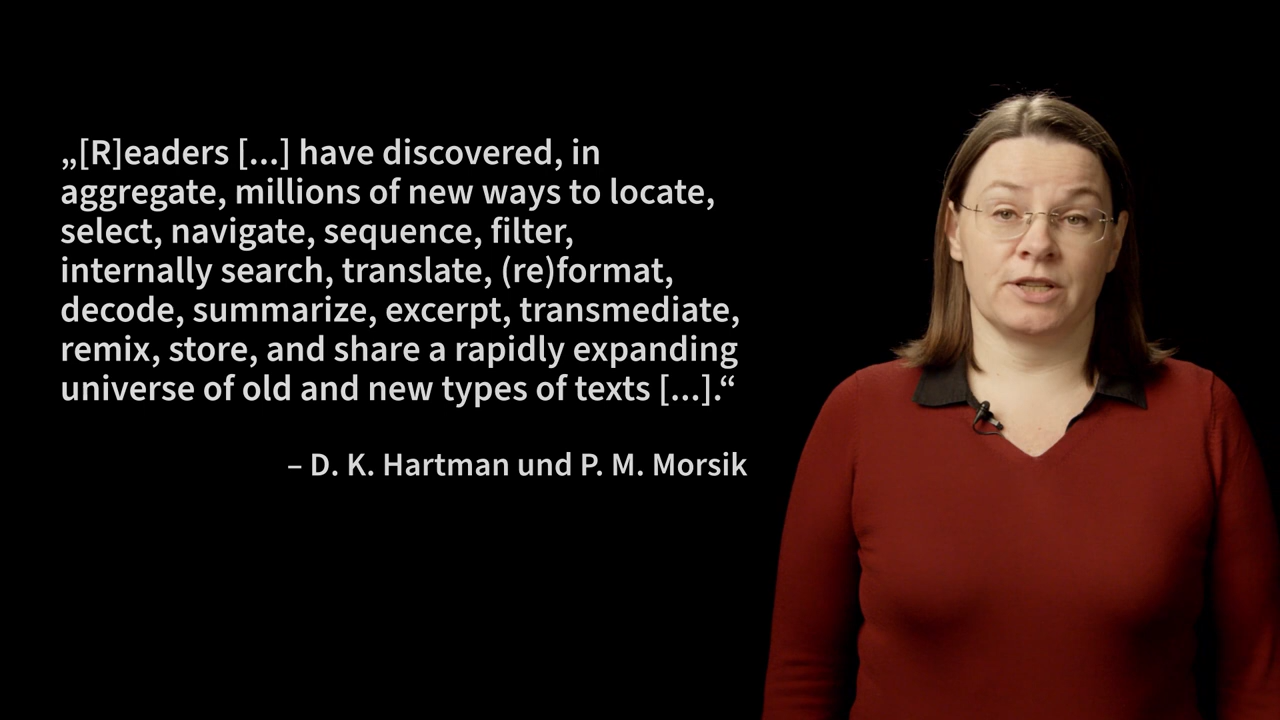 „[R]eaders [...] have discovered, in
aggregate, millions of new ways to locate,
select, navigate, sequence, filter,
internally search, translate, (re)format,
decode, summarize, excerpt, transmediate,
remix, store, and share a rapidly expanding
universe of old and new types of texts [...].“
– D. K. Hartman und P. M. Morsik